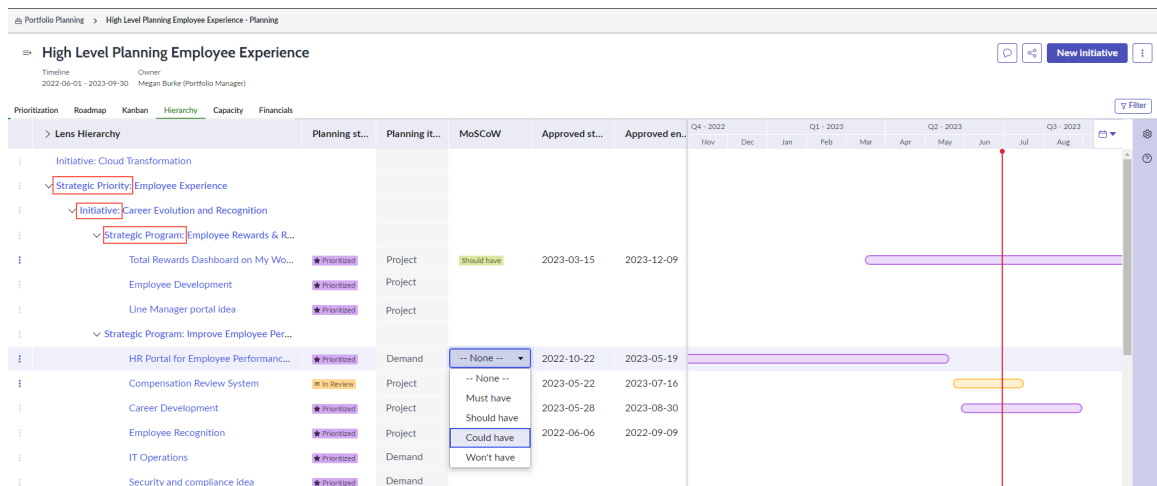 Portfolio Planning > High Level Planning Employee Experience - Planning
High Level Planning Employee Experience
New initiative
Timeline Owner
2022-06-01 - 2023-09-30 Megan Burke (Portfolio Manager)
Prioritization Roadmap Kanban Hierarchy Capacity Financials
Filter
Lens Hierarchy Planning st... Planning it... MoSCoW Approved st... Approved en...
Q4 - 2022 Q1 - 2023 Q2 - 2023 Q3 - 2023
Nov Dec Jan Feb Mar Apr May Jun Jul Aug
Initiative: Cloud Transformation
Strategic Priority: Employee Experience
Initiative: Career Evolution and Recognition
Strategic Program: Employee Rewards & R...
Total Rewards Dashboard on My Wo... Prioritized Project Should have 2023-03-15 2023-12-09
Employee Development Prioritized Project
Line Manager portal idea Prioritized Project
Strategic Program: Improve Employee Per...
HR Portal for Employee Performanc... Prioritized Demand -- None -- 2022-10-22 2023-05-19
-- None --
Compensation Review System In Review Project 2023-05-22 2023-07-16
Must have
Career Development Prioritized Project 2023-05-28 2023-08-30
Should have
Employee Recognition Prioritized Project Could have 2022-06-06 2022-09-09
IT Operations Prioritized Demand Won't have
Security and compliance idea Prioritized Demand